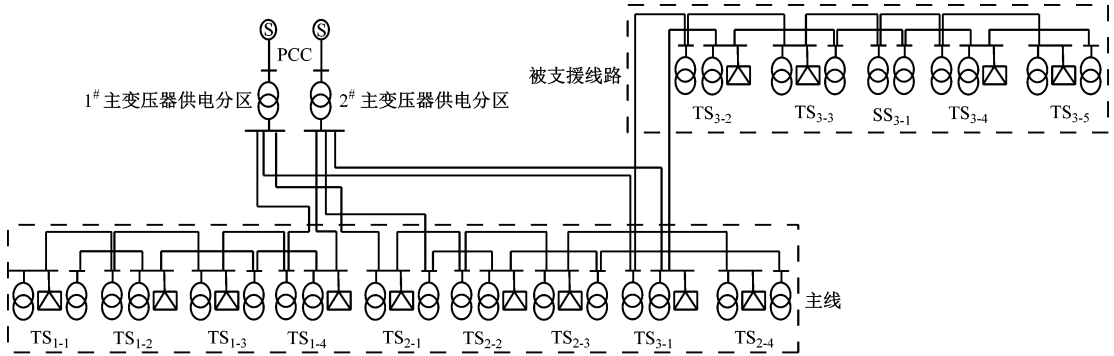 S S
PCC
1# 主变压器供电分区 2# 主变压器供电分区
被支援线路
TS3-2 TS3-3 SS3-1 TS3-4 TS3-5
主线
TS1-1 TS1-2 TS1-3 TS1-4 TS2-1 TS2-2 TS2-3 TS3-1 TS2-4